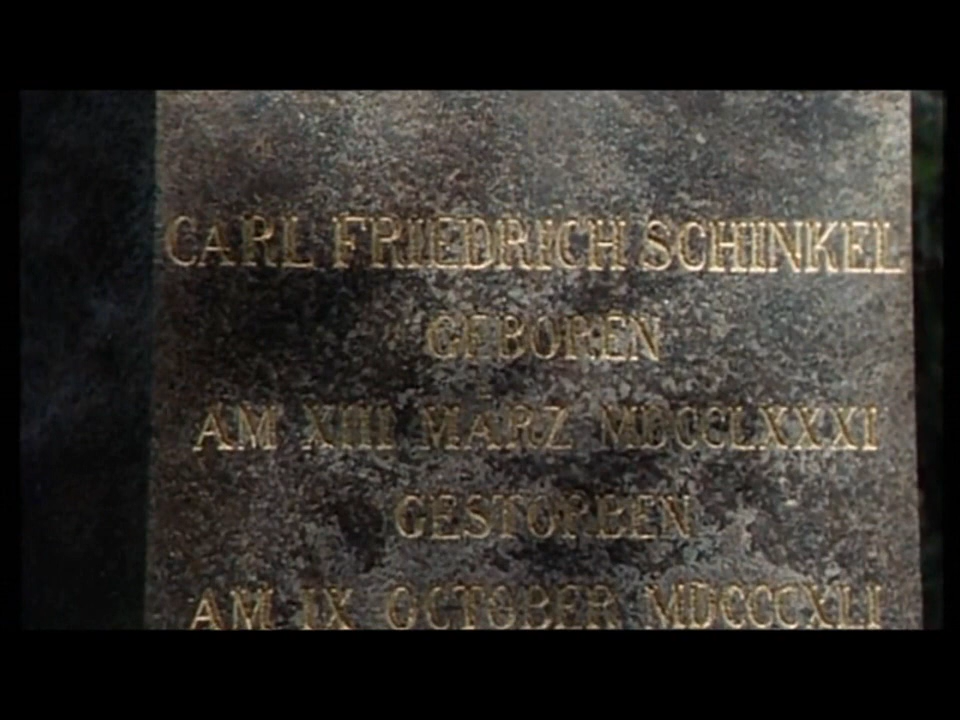 CARL FRIEDRICH SCHINKEL
GEBOREN
AM XIII MARZ MDCCLXXXI
GESTORBEN
AM IX OCTOBER MDCCCXLI